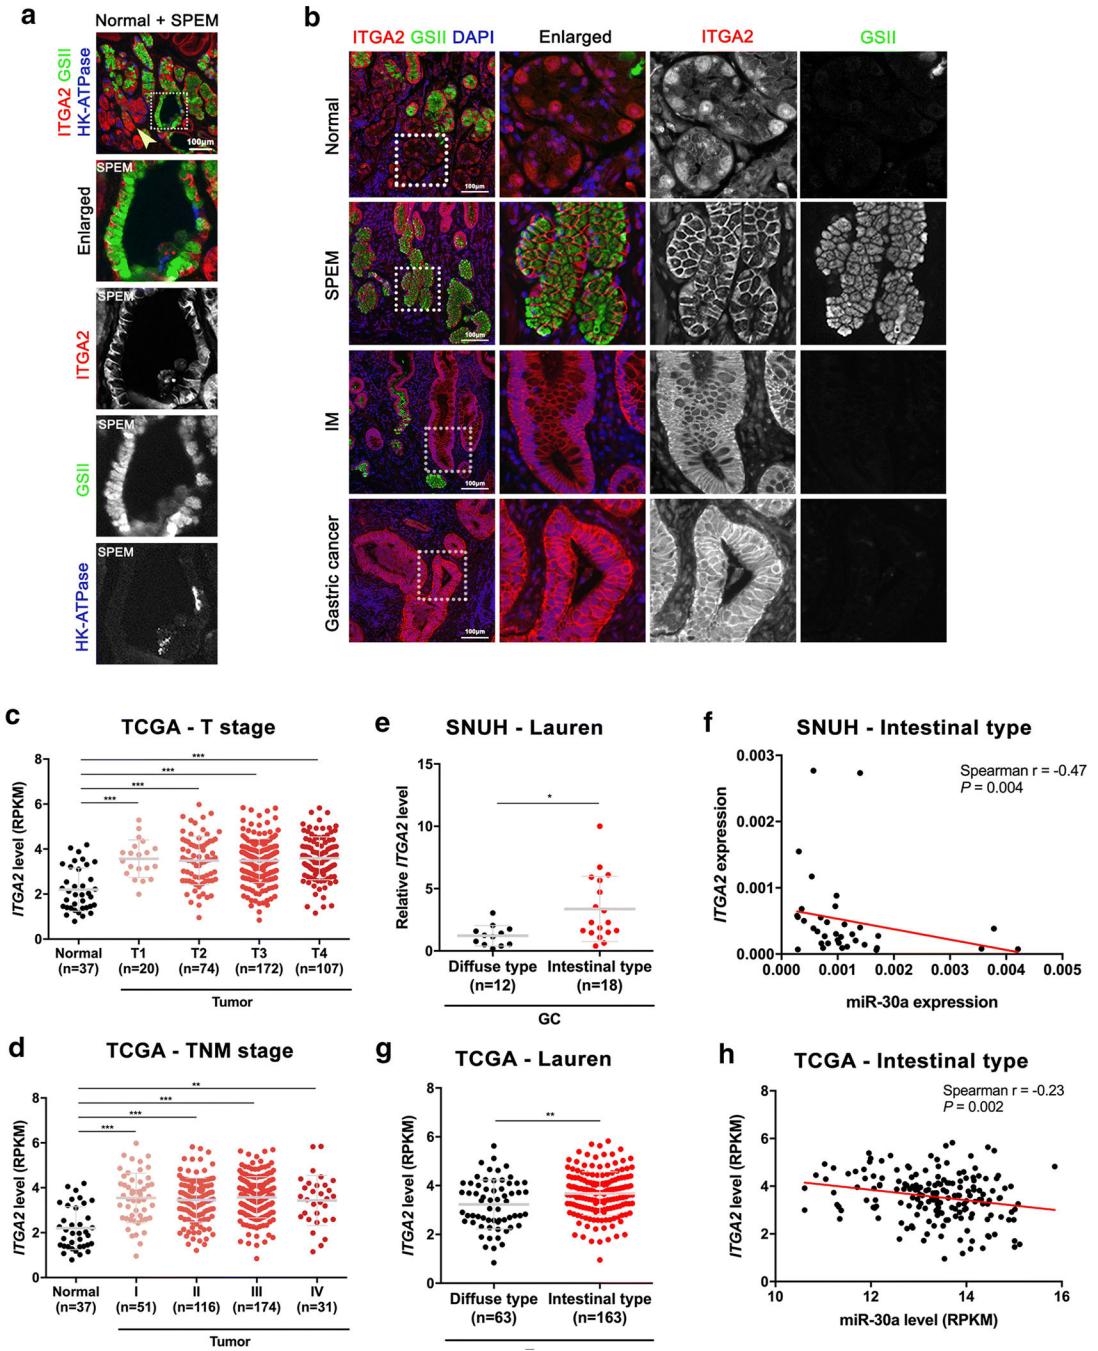 a
Normal + SPEM
ITGA2 GSII
HK-ATPase
100μm
SPEM
Enlarged
SPEM
ITGA2
SPEM
GSII
SPEM
HK-ATPase
b
ITGA2 GSII DAPI
Enlarged
ITGA2
GSII
Normal
100μm
SPEM
100μm
IM
100μm
Gastric cancer
100μm
c
TCGA - T stage
ITGA2 level (RPKM)
8
6
4
2
0
***
***
***
***
Normal
(n=37)
T1
(n=20)
T2
(n=74)
T3
(n=172)
T4
(n=107)
Tumor
e
SNUH - Lauren
Relative ITGA2 level
15
10
5
0
*
Diffuse type
(n=12)
Intestinal type
(n=18)
GC
f
SNUH - Intestinal type
Spearman r = -0.47
P = 0.004
ITGA2 expression
0.003
0.002
0.001
0.000
0.000 0.001 0.002 0.003 0.004 0.005
miR-30a expression
d
TCGA - TNM stage
ITGA2 level (RPKM)
8
6
4
2
0
**
***
***
***
Normal
(n=37)
I
(n=51)
II
(n=116)
III
(n=174)
IV
(n=31)
Tumor
g
TCGA - Lauren
ITGA2 level (RPKM)
8
6
4
2
0
**
Diffuse type
(n=63)
Intestinal type
(n=163)
h
TCGA - Intestinal type
Spearman r = -0.23
P = 0.002
ITGA2 level (RPKM)
8
6
4
2
0
10 12 14 16
miR-30a level (RPKM)